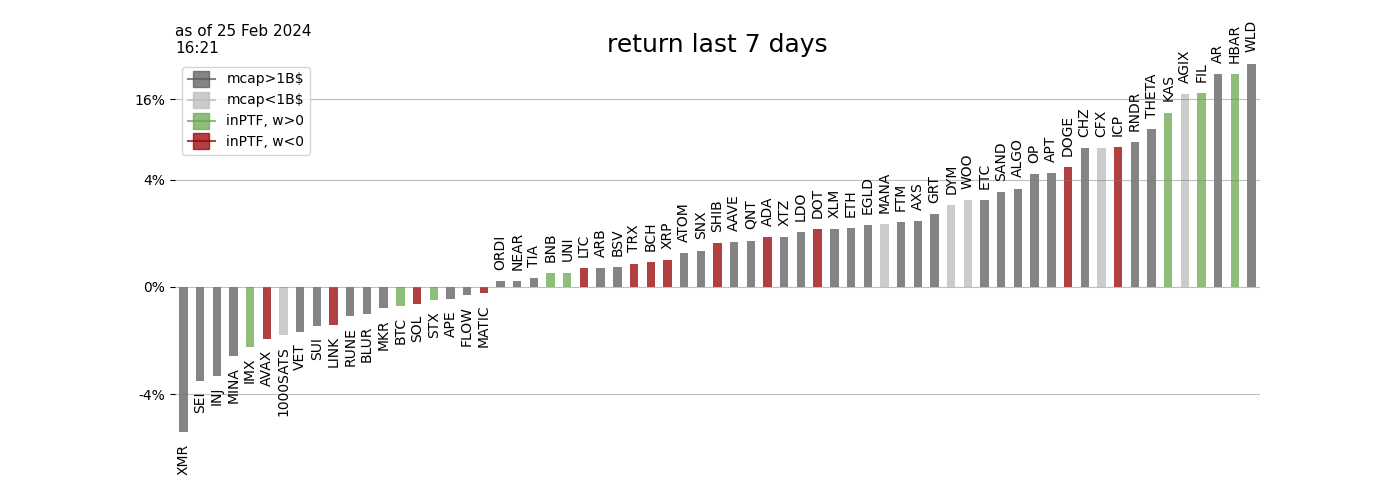 as of 25 Feb 2024
16:21
return last 7 days
mcap>1B$
mcap<1B$
inPTF, w>0
inPTF, w<0
16%
4%
0%
-4%
XMR
SEI
INJ
MINA
IMX
AVAX
1000SATS
VET
SUI
LINK
RUNE
BLUR
MKR
BTC
SOL
STX
APE
FLOW
MATIC
ORDI
NEAR
TIA
BNB
UNI
LTC
ARB
BSV
TRX
BCH
XRP
ATOM
SNX
SHIB
AAVE
QNT
ADA
XTZ
LDO
DOT
XLM
ETH
EGLD
MANA
FTM
AXS
GRT
DYM
WOO
ETC
SAND
ALGO
OP
APT
DOGE
CHZ
CFX
ICP
RNDR
THETA
KAS
AGIX
FIL
AR
HBAR
WLD